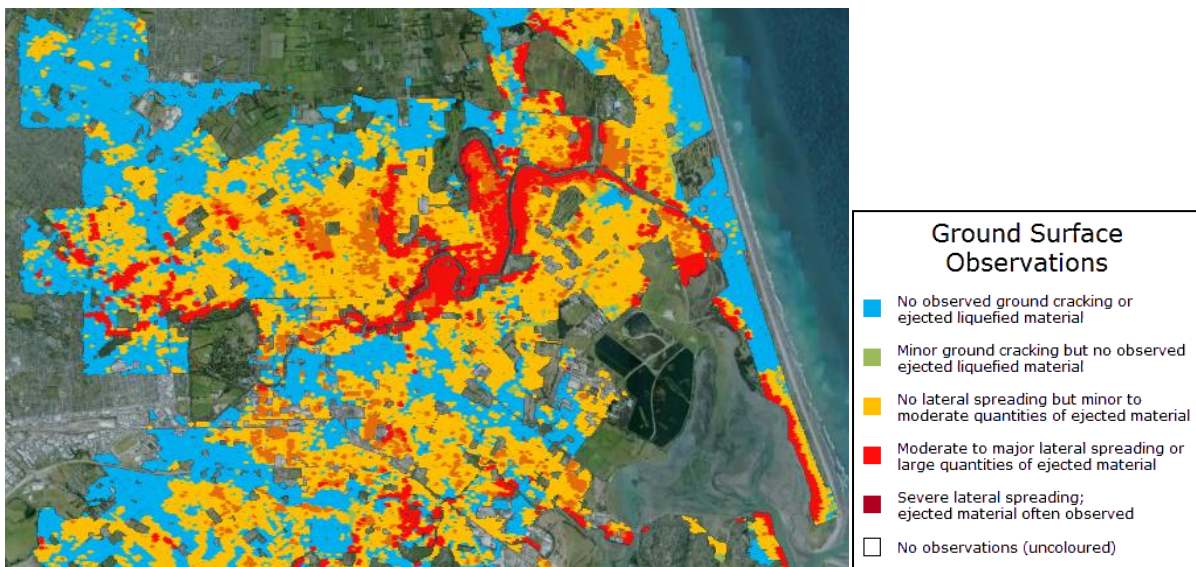 Ground Surface
Observations
No observed ground cracking or
ejected liquefied material
Minor ground cracking but no observed
ejected liquefied material
No lateral spreading but minor to
moderate quantities of ejected material
Moderate to major lateral spreading or
large quantities of ejected material
Severe lateral spreading;
ejected material often observed
No observations (uncoloured)